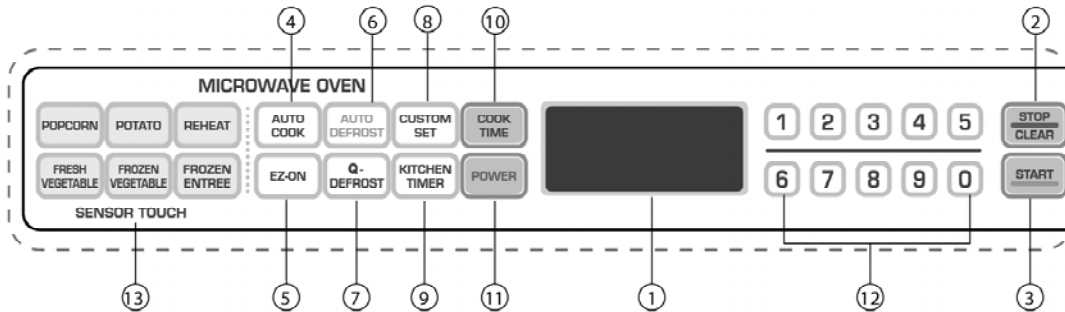 4 6 8 10 2
MICROWAVE OVEN
POPCORN POTATO REHEAT
AUTO COOK
AUTO DEFROST
CUSTOM SET
COOK TIME
1 2 3 4 5
STOP
CLEAR
FRESH VEGETABLE
FROZEN VEGETABLE
FROZEN ENTREE
EZ-ON
Q-DEFROST
KITCHEN TIMER
POWER
6 7 8 9 0
START
SENSOR TOUCH
13 5 7 9 11 1 12 3